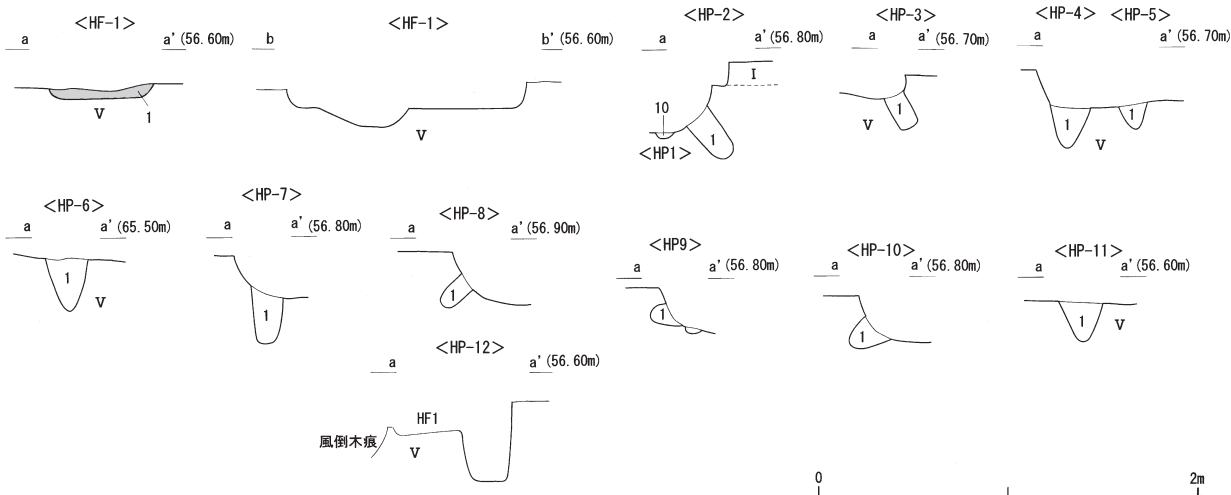 <HF-1>
a a' (56.60m)
V 1
<HF-1>
b b' (56.60m)
V
<HP-2>
a a' (56.80m)
I
10
<HP1>
1
<HP-3>
a a' (56.70m)
V 1
<HP-4> <HP-5>
a a' (56.70m)
1 V 1
<HP-6>
a a' (65.50m)
1
V
<HP-7>
a a' (56.80m)
1
<HP-8>
a a' (56.90m)
1
<HP9>
a a' (56.80m)
1
<HP-10>
a a' (56.80m)
1
<HP-11>
a a' (56.60m)
1 V
<HP-12>
a a' (56.60m)
HF1
風倒木痕
V
0 2m